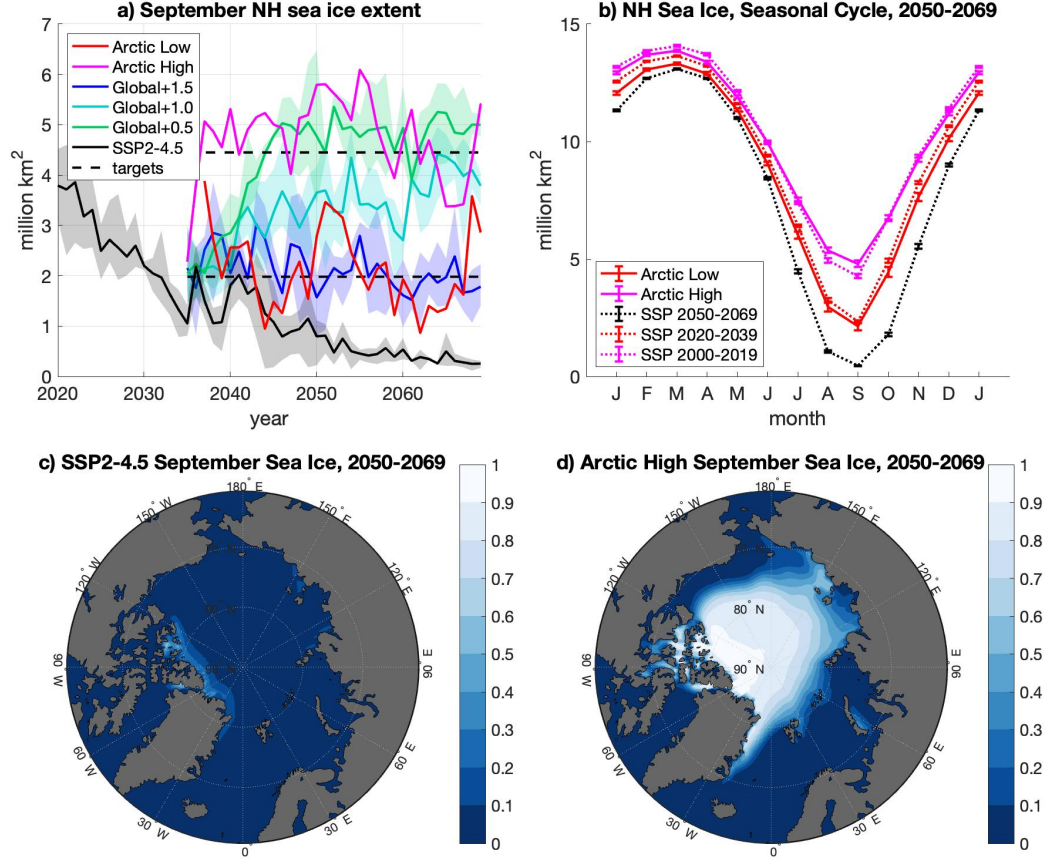 a) September NH sea ice extent
7
6
5
4
3
2
1
0
million km2
Arctic Low
Arctic High
Global+1.5
Global+1.0
Global+0.5
SSP2-4.5
targets
2020 2030 2040 2050 2060
year
b) NH Sea Ice, Seasonal Cycle, 2050-2069
15
10
5
0
million km2
Arctic Low
Arctic High
SSP 2050-2069
SSP 2020-2039
SSP 2000-2019
J F M A M J J A S O N D J
month
c) SSP2-4.5 September Sea Ice, 2050-2069
180° E
150° W
150° E
120° W
120° E
90° W
90° E
60° W
60° E
30° W
0°
1
0.9
0.8
0.7
0.6
0.5
0.4
0.3
0.2
0.1
0
d) Arctic High September Sea Ice, 2050-2069
180° E
150° W
150° E
120° W
120° E
80° N
90° N
90° W
90° E
60° W
60° E
30° W
0°
1
0.9
0.8
0.7
0.6
0.5
0.4
0.3
0.2
0.1
0